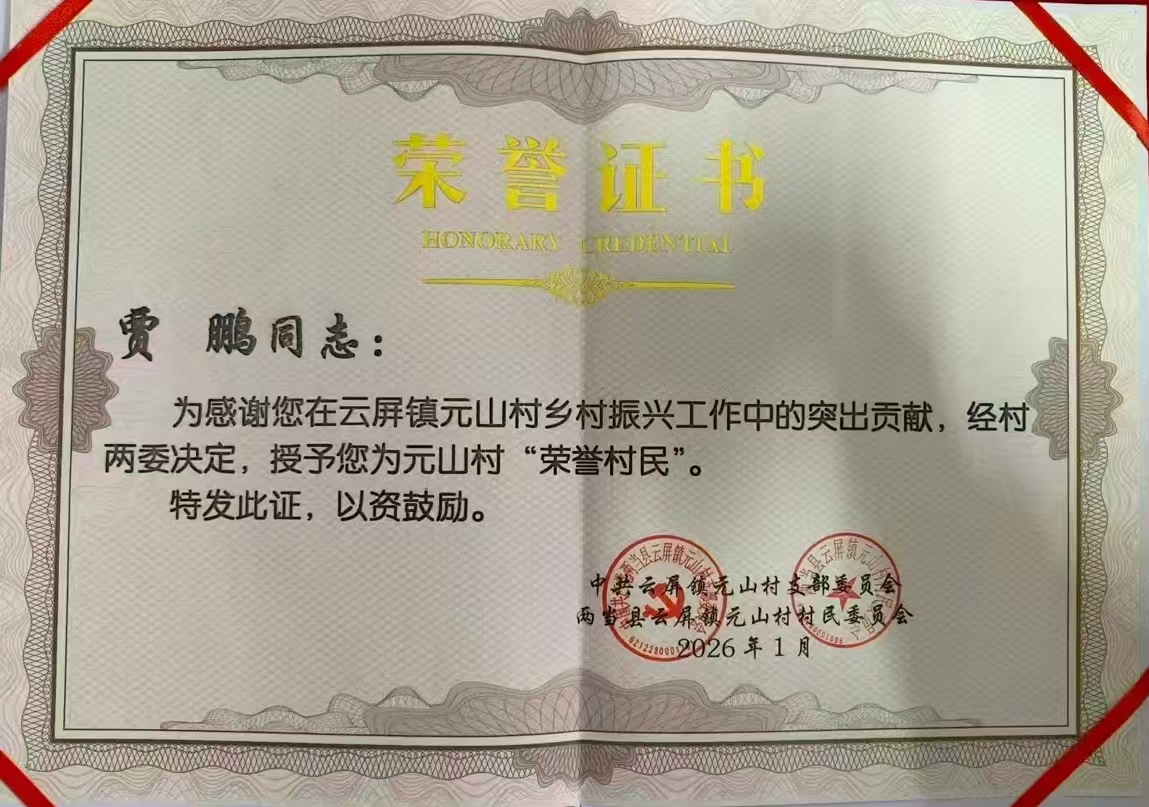 荣誉证书
HONORARY CREDENTIAL
贾 鹏同志：
为感谢您在云屏镇元山村乡村振兴工作中的突出贡献，经村
两委决定，授予您为元山村“荣誉村民”。
特发此证，以资鼓励。
中共云屏镇元山村支部委员会
两当县云屏镇元山村村民委员会
2026年1月